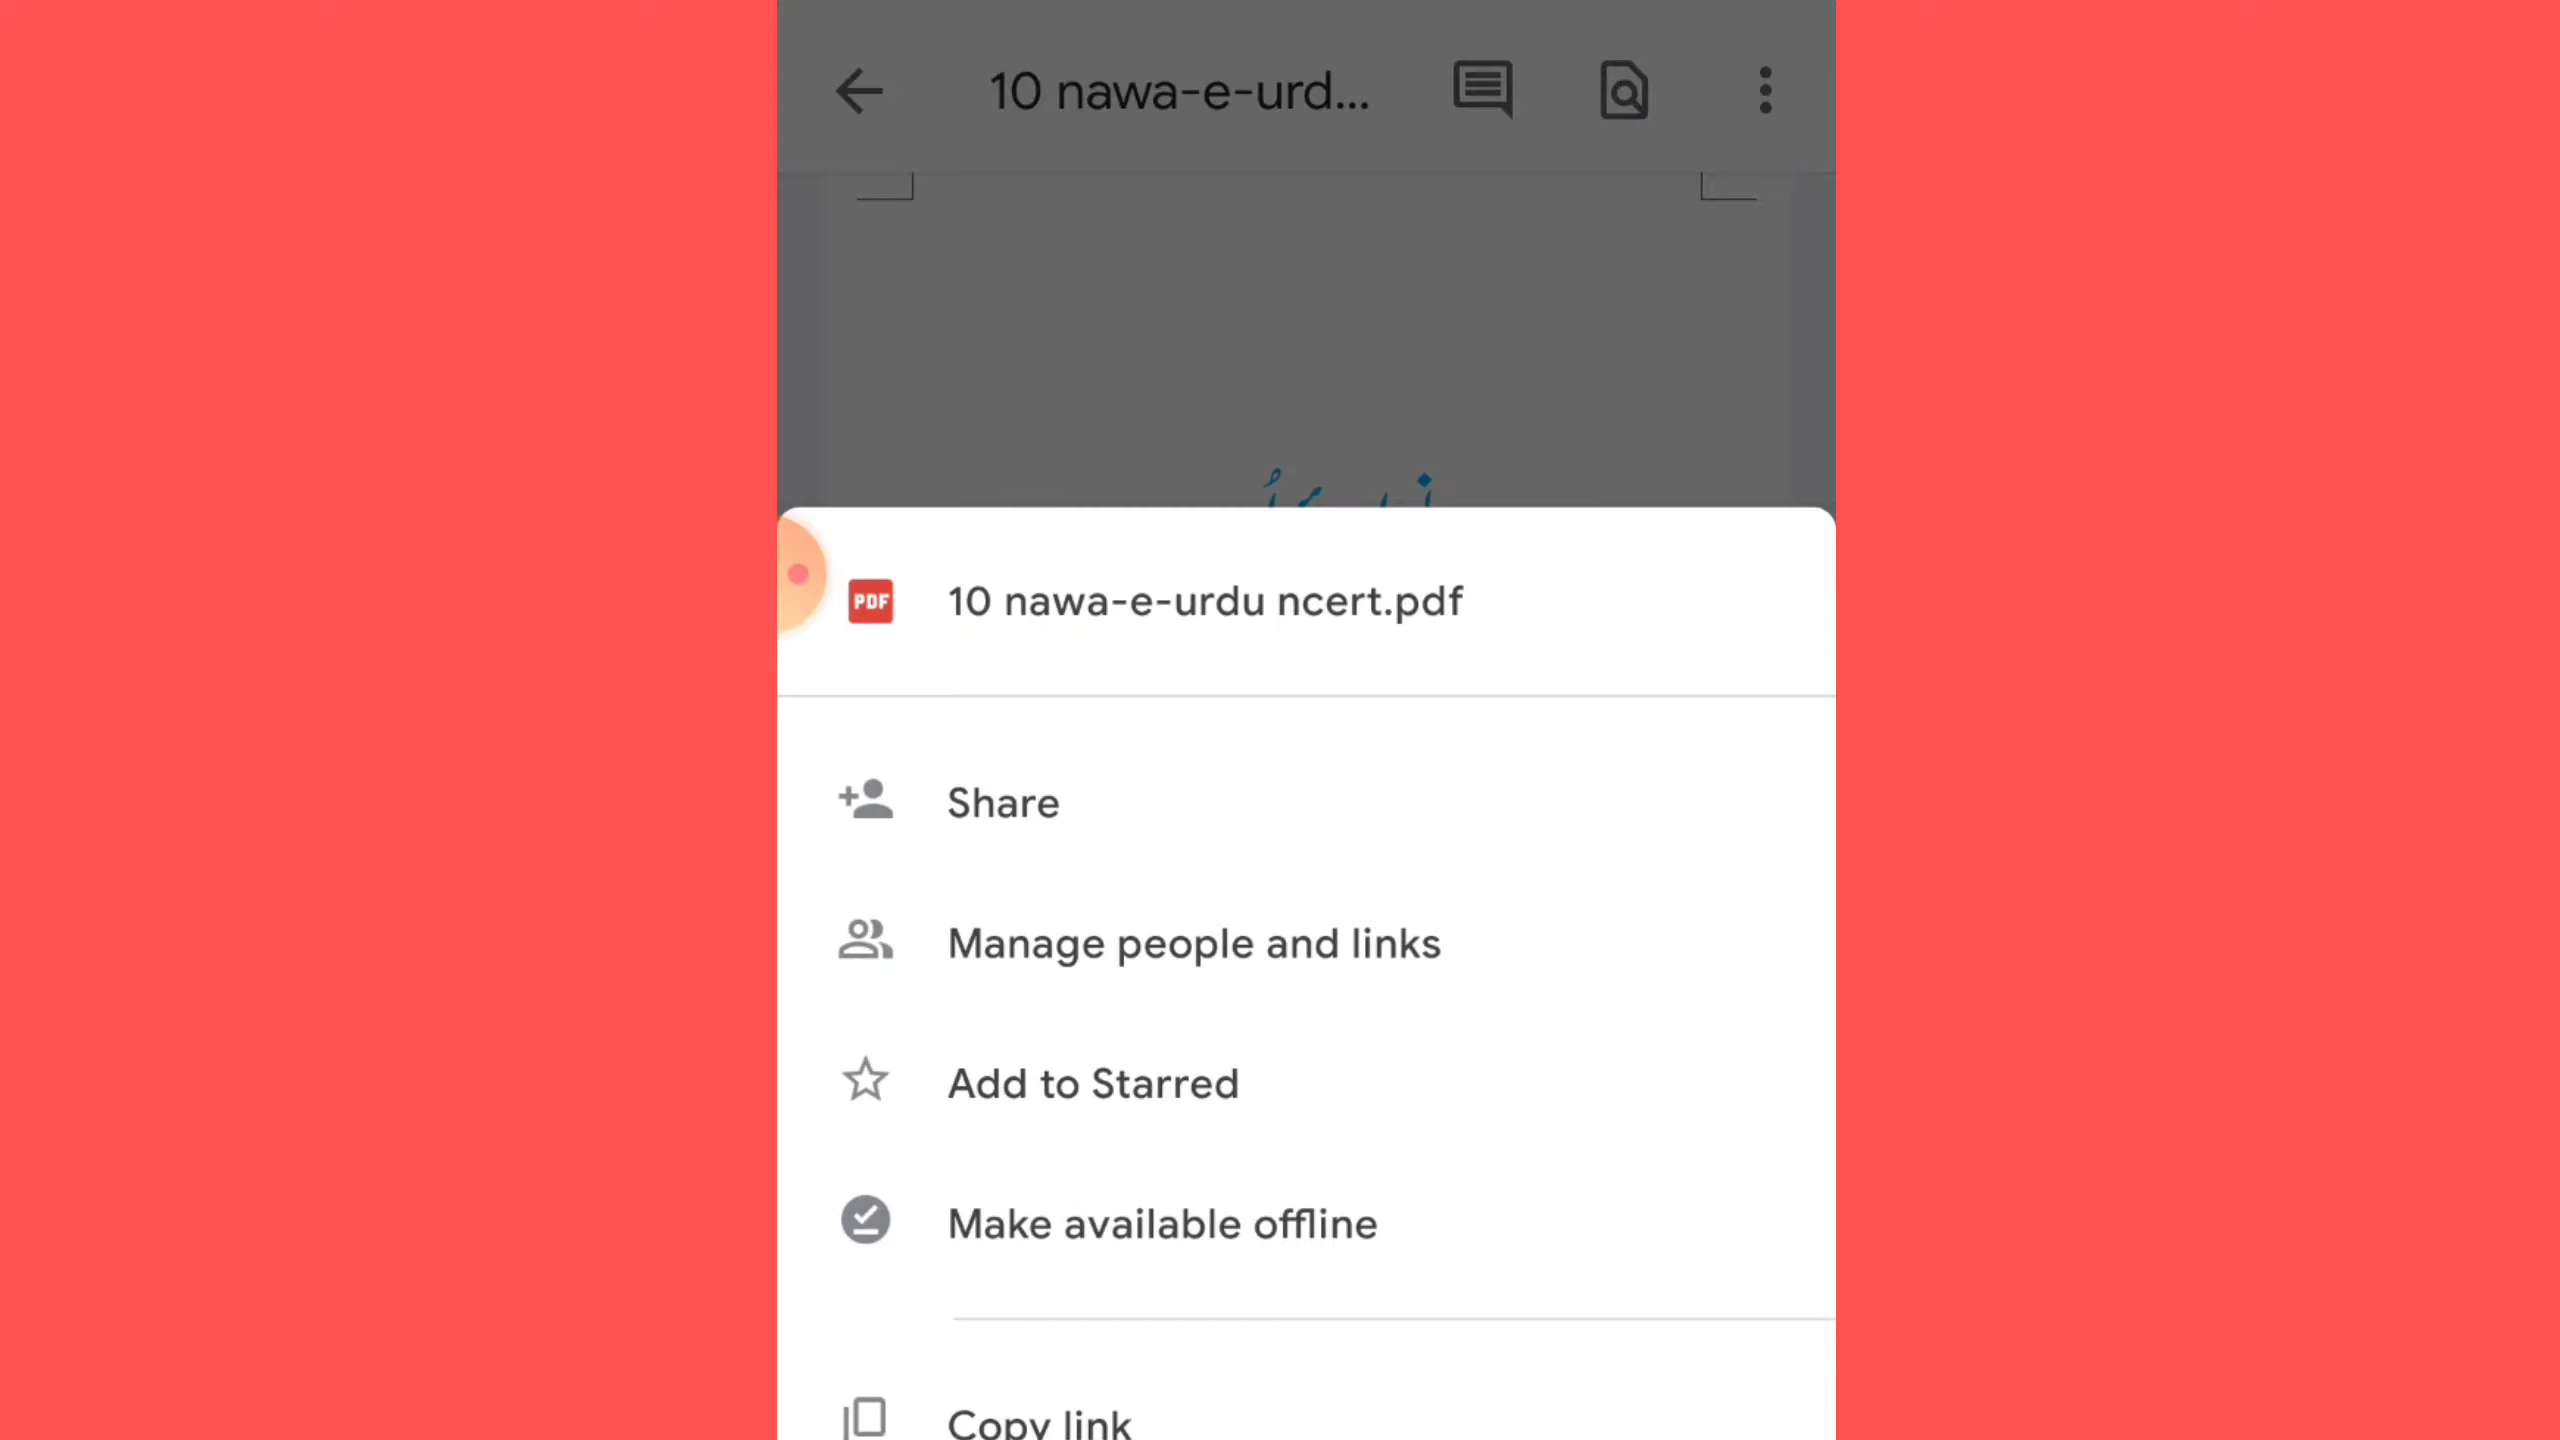 10 nawa-e-urd...
PDF
10 nawa-e-urdu ncert.pdf
Share
Manage people and links
Add to Starred
Make available offline
Copy link